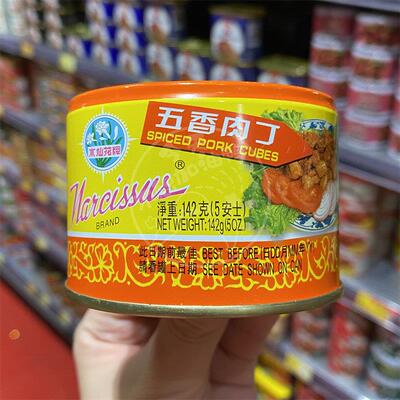 五香肉丁
SPICED PORK CUBES
水仙花牌
Narcissus ®
BRAND
淨重:142克(5安士)
NET WEIGHT:142g(5OZ)
此日期前最佳 BEST BEFORE
請看罐上日期 SEE DATE SHOWN ON CAN